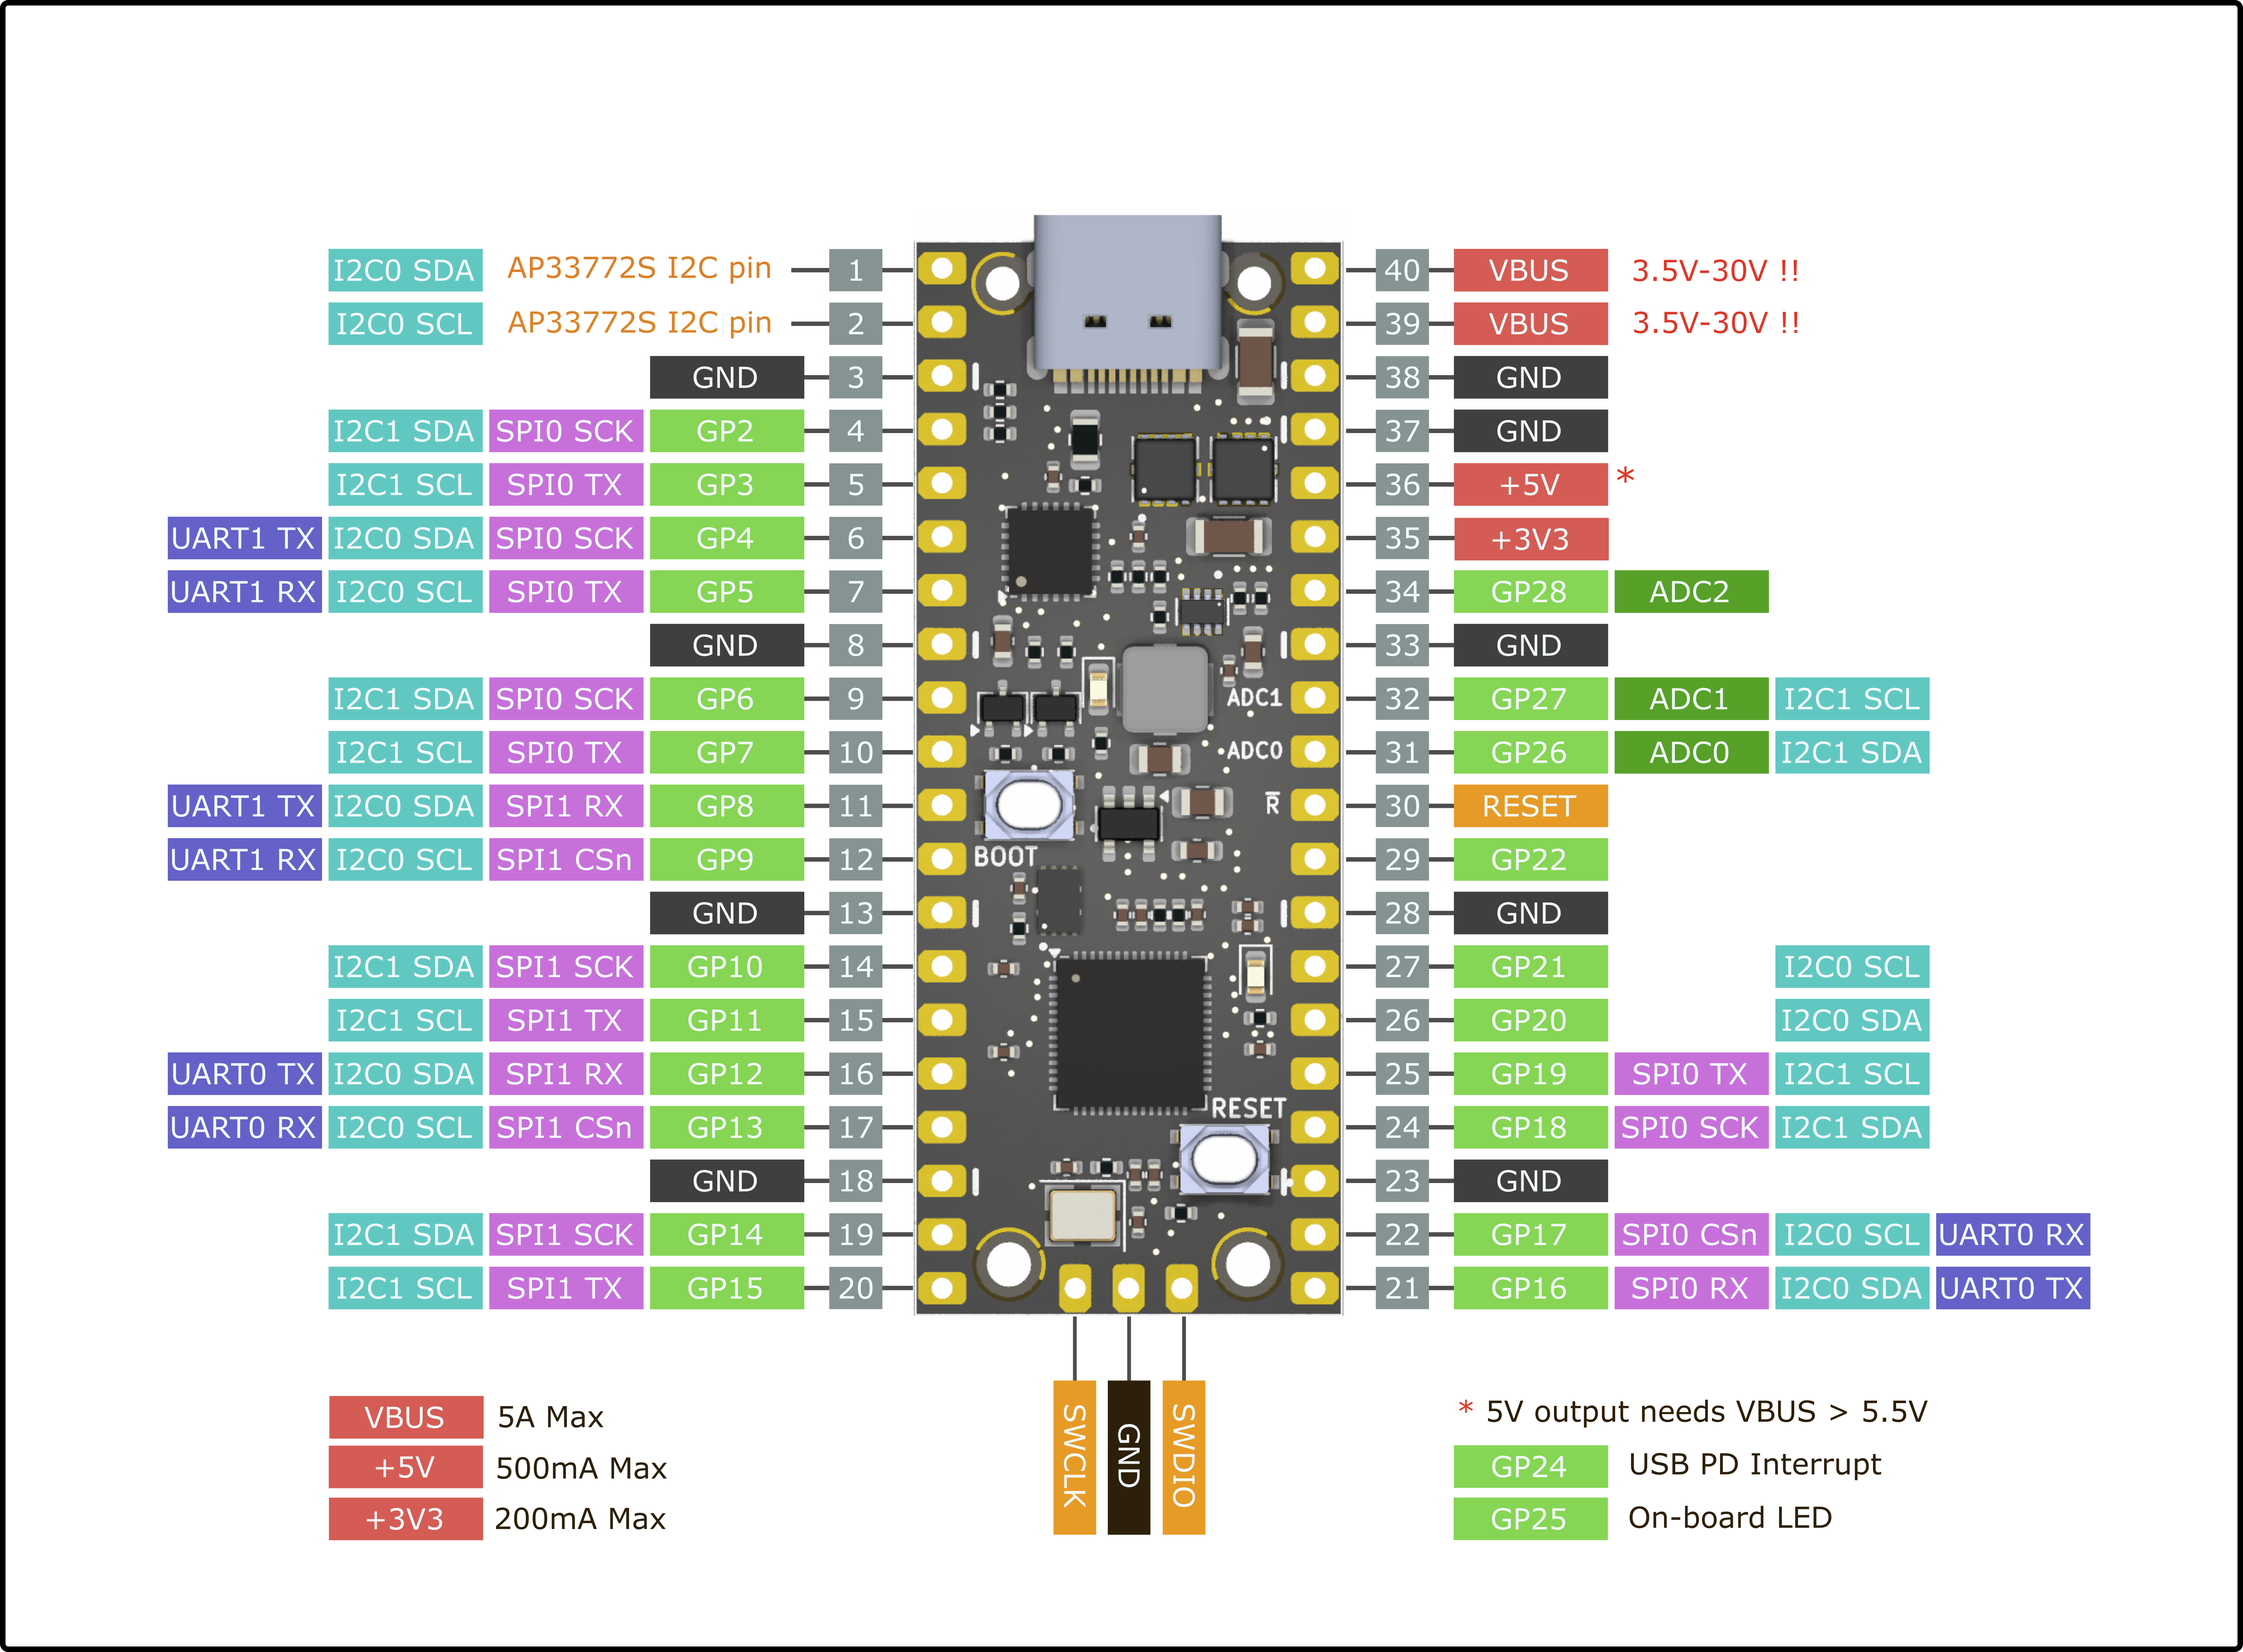 I2C0 SDA AP33772S I2C pin 1 40 VBUS 3.5V-30V !!
I2C0 SCL AP33772S I2C pin 2 39 VBUS 3.5V-30V !!
GND 3 38 GND
I2C1 SDA SPI0 SCK GP2 4 37 GND
I2C1 SCL SPI0 TX GP3 5 36 +5V *
UART1 TX I2C0 SDA SPI0 SCK GP4 6 35 +3V3
UART1 RX I2C0 SCL SPI0 TX GP5 7 34 GP28 ADC2
GND 8 33 GND
I2C1 SDA SPI0 SCK GP6 9 ADC1 32 GP27 ADC1 I2C1 SCL
I2C1 SCL SPI0 TX GP7 10 ADC0 31 GP26 ADC0 I2C1 SDA
UART1 TX I2C0 SDA SPI1 RX GP8 11 R 30 RESET
UART1 RX I2C0 SCL SPI1 CSn GP9 12 BOOT 29 GP22
GND 13 28 GND
I2C1 SDA SPI1 SCK GP10 14 27 GP21 I2C0 SCL
I2C1 SCL SPI1 TX GP11 15 26 GP20 I2C0 SDA
UART0 TX I2C0 SDA SPI1 RX GP12 16 25 GP19 SPI0 TX I2C1 SCL
UART0 RX I2C0 SCL SPI1 CSn GP13 17 RESET 24 GP18 SPI0 SCK I2C1 SDA
GND 18 23 GND
I2C1 SDA SPI1 SCK GP14 19 22 GP17 SPI0 CSn I2C0 SCL UART0 RX
I2C1 SCL SPI1 TX GP15 20 21 GP16 SPI0 RX I2C0 SDA UART0 TX
SWCLK
GND
SWDIO
VBUS 5A Max
+5V 500mA Max
+3V3 200mA Max
* 5V output needs VBUS > 5.5V
GP24 USB PD Interrupt
GP25 On-board LED